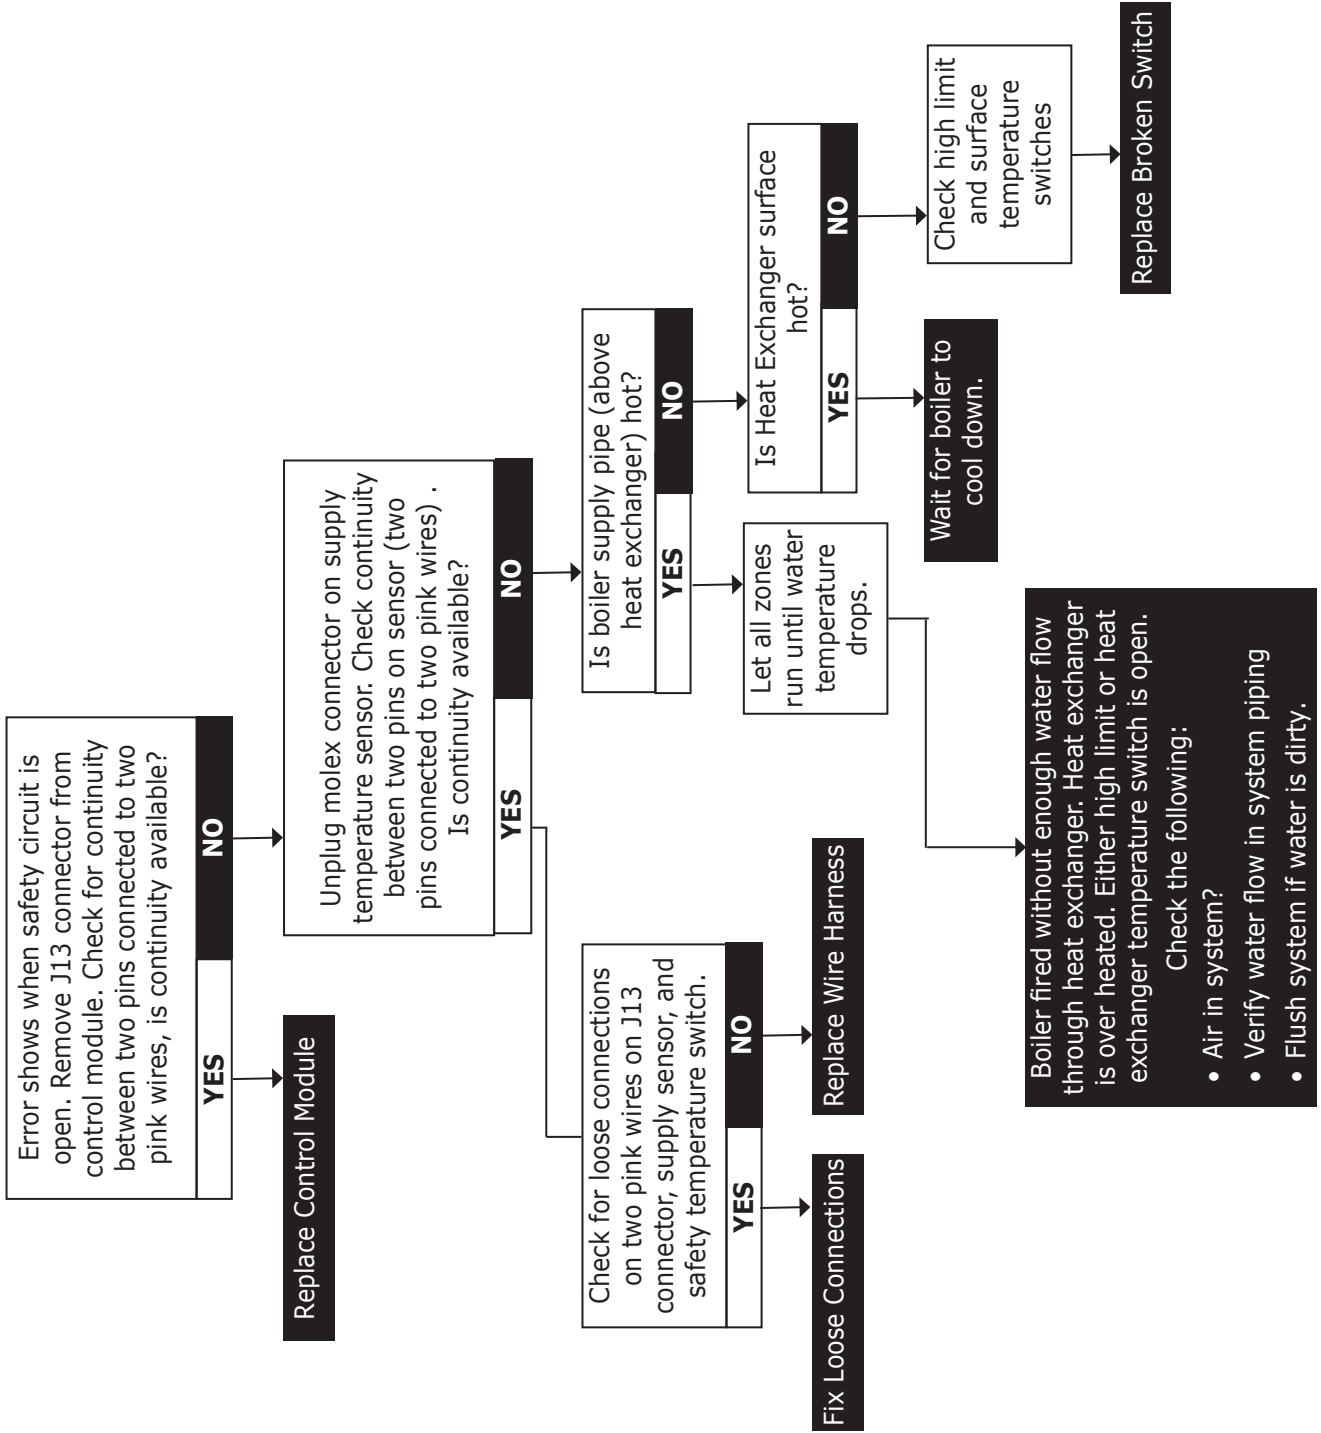 Error shows when safety circuit is
open. Remove J13 connector from
control module. Check for continuity
between two pins connected to two
pink wires, is continuity available?
YES
NO
Replace Control Module
Unplug molex connector on supply
temperature sensor. Check continuity
between two pins on sensor (two
pins connected to two pink wires) .
Is continuity available?
YES
NO
Check for loose connections
on two pink wires on J13
connector, supply sensor, and
safety temperature switch.
YES
NO
Fix Loose Connections
Replace Wire Harness
Is boiler supply pipe (above
heat exchanger) hot?
YES
NO
Let all zones
run until water
temperature
drops.
Boiler fired without enough water flow
through heat exchanger. Heat exchanger
is over heated. Either high limit or heat
exchanger temperature switch is open.
Check the following:
• Air in system?
• Verify water flow in system piping
• Flush system if water is dirty.
Is Heat Exchanger surface
hot?
YES
NO
Wait for boiler to
cool down.
Check high limit
and surface
temperature
switches
Replace Broken Switch